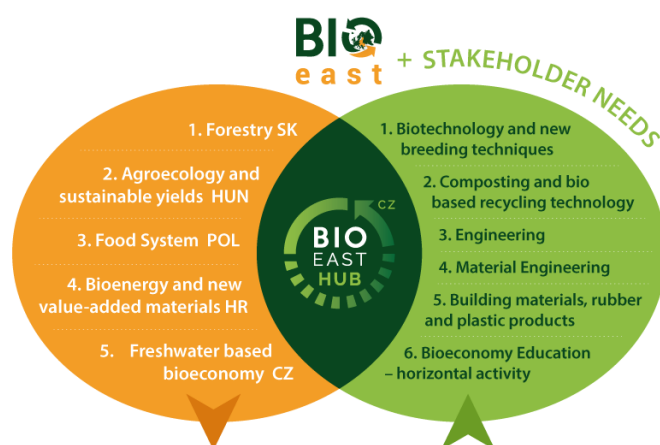 BIO
east
+ STAKEHOLDER NEEDS
1. Forestry SK
2. Agroecology and
sustainable yields HUN
3. Food System POL
4. Bioenergy and new
value-added materials HR
5. Freshwater based
bioeconomy CZ
CZ
BIO
EAST
HUB
1. Biotechnology and new
breeding techniques
2. Composting and bio
based recycling technology
3. Engineering
4. Material Engineering
5. Building materials, rubber
and plastic products
6. Bioeconomy Education
– horizontal activity